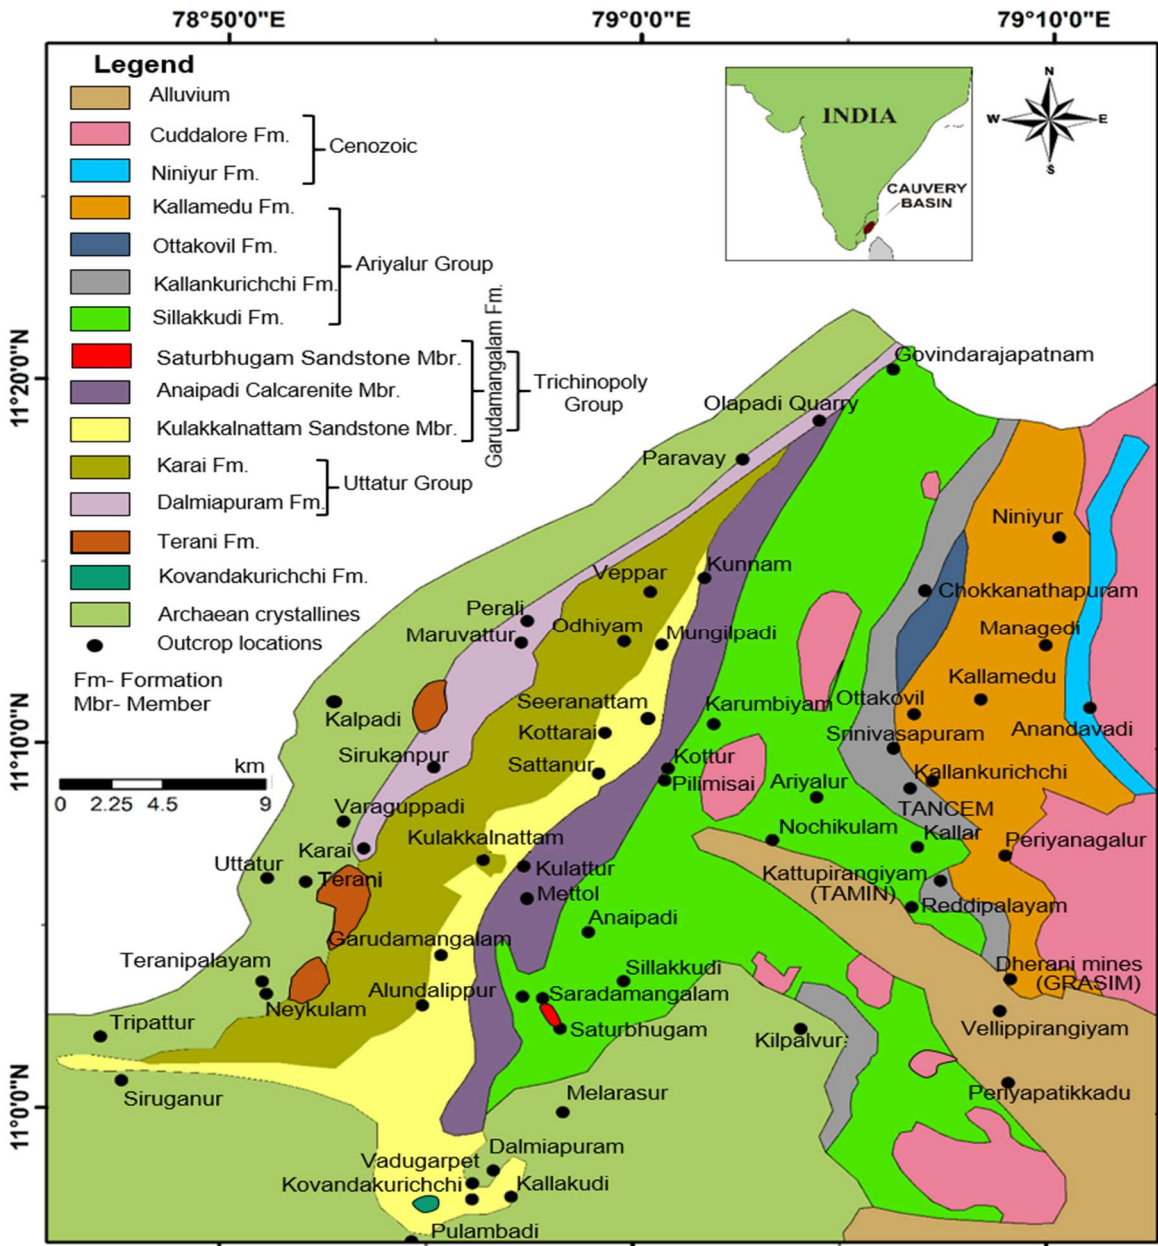 78°50'0"E
79°0'0"E
79°10'0"E
Legend
Alluvium
Cuddalore Fm.
Cenozoic
Niniyur Fm.
Kallamedu Fm.
Ottakovil Fm.
Ariyalur Group
Kallankurichchi Fm.
Sillakkudi Fm.
Saturbhugam Sandstone Mbr.
Anaipadi Calcarenite Mbr.
Kulakkalnattam Sandstone Mbr.
Garudamangalam Fm.
Trichinopoly
Group
Karai Fm.
Uttatur Group
Dalmiapuram Fm.
Terani Fm.
Kovandakurichchi Fm.
Archaean crystallines
Outcrop locations
Fm- Formation
Mbr- Member
km
0 2.25 4.5 9
INDIA
CAUVERY
BASIN
N
W E
S
11°20'0"N
11°10'0"N
11°0'0"N
Govindarajapatnam
Olapadi Quarry
Paravay
Niniyur
Kunnam
Veppar
Chokkanathapuram
Perali
Odhiyam
Maruvattur
Mungilpadi
Managedi
Kallamedu
Seeranattam
Karumbiyam
Ottakovil
Kalpadi
Kottarai
Srinivasapuram
Anandavadi
Sirukanpur
Sattanur
Kottur
Pilimisai
Ariyalur
Kallankurichchi
TANCEM
Varaguppadi
Kulakkalnattam
Nochikulam
Kallar
Periyanagalur
Karai
Uttatur
Terani
Kulattur
Kattupirangiyam
(TAMIN)
Mettol
Reddipalayam
Anaipadi
Garudamangalam
Teranipalayam
Sillakkudi
Dherani mines
(GRASIM)
Alundalippur
Saradamangalam
Neykulam
Tripattur
Saturbhugam
Kilpalvur
Vellippirangiyam
Siruganur
Melarasur
Periyapatikkadu
Dalmiapuram
Vadugarpet
Kovandakurichchi
Kallakudi
Pulambadi